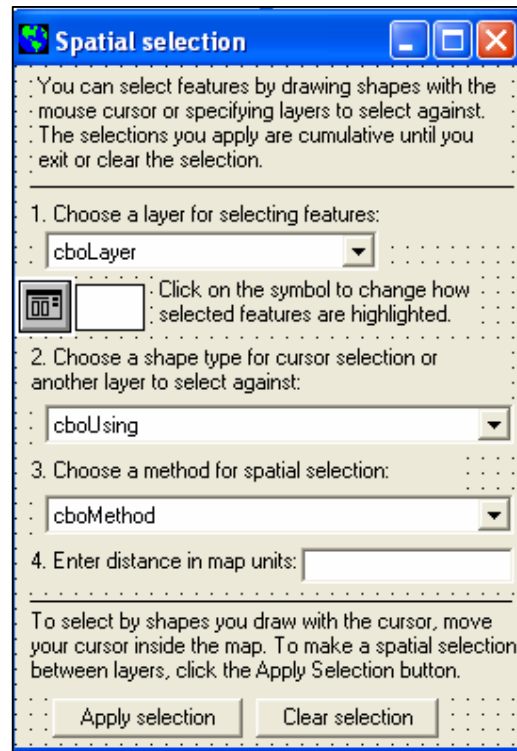 Spatial selection
You can select features by drawing shapes with the
mouse cursor or specifying layers to select against.
The selections you apply are cumulative until you
exit or clear the selection.
1. Choose a layer for selecting features:
cboLayer
Click on the symbol to change how
selected features are highlighted.
2. Choose a shape type for cursor selection or
another layer to select against:
cboUsing
3. Choose a method for spatial selection:
cboMethod
4. Enter distance in map units:
To select by shapes you draw with the cursor, move
your cursor inside the map. To make a spatial selection
between layers, click the Apply Selection button.
Apply selection
Clear selection